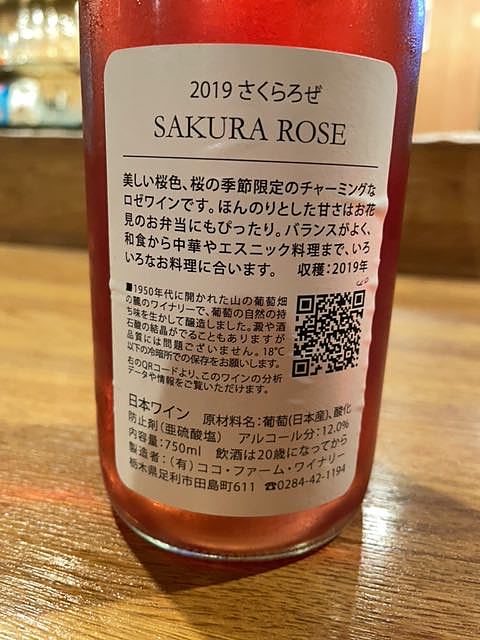 2019 さくらろぜ
SAKURA ROSE
美しい桜色、桜の季節限定のチャーミングな
ロゼワインです。ほんのりとした甘さはお花
見のお弁当にもぴったり。バランスがよく、
和食から中華やエスニック料理まで、いろ
いろなお料理に合います。 収穫:2019年
■1950年代に開かれた山の葡萄畑
の麓のワイナリーで、葡萄の自然の持
ち味を生かして醸造しました。澱や酒
石酸の結晶がでることもありますが
品質には問題ございません。18℃
以下の冷暗所での保存をお願いします。
右のQRコードより、このワインの分析
データや情報をご覧いただけます。
日本ワイン 原材料名:葡萄(日本産)、酸化
防止剤(亜硫酸塩) アルコール分:12.0%
内容量:750ml 飲酒は20歳になってから
製造者:(有)ココ・ファーム・ワイナリー
栃木県足利市田島町611 ☎0284-42-1194